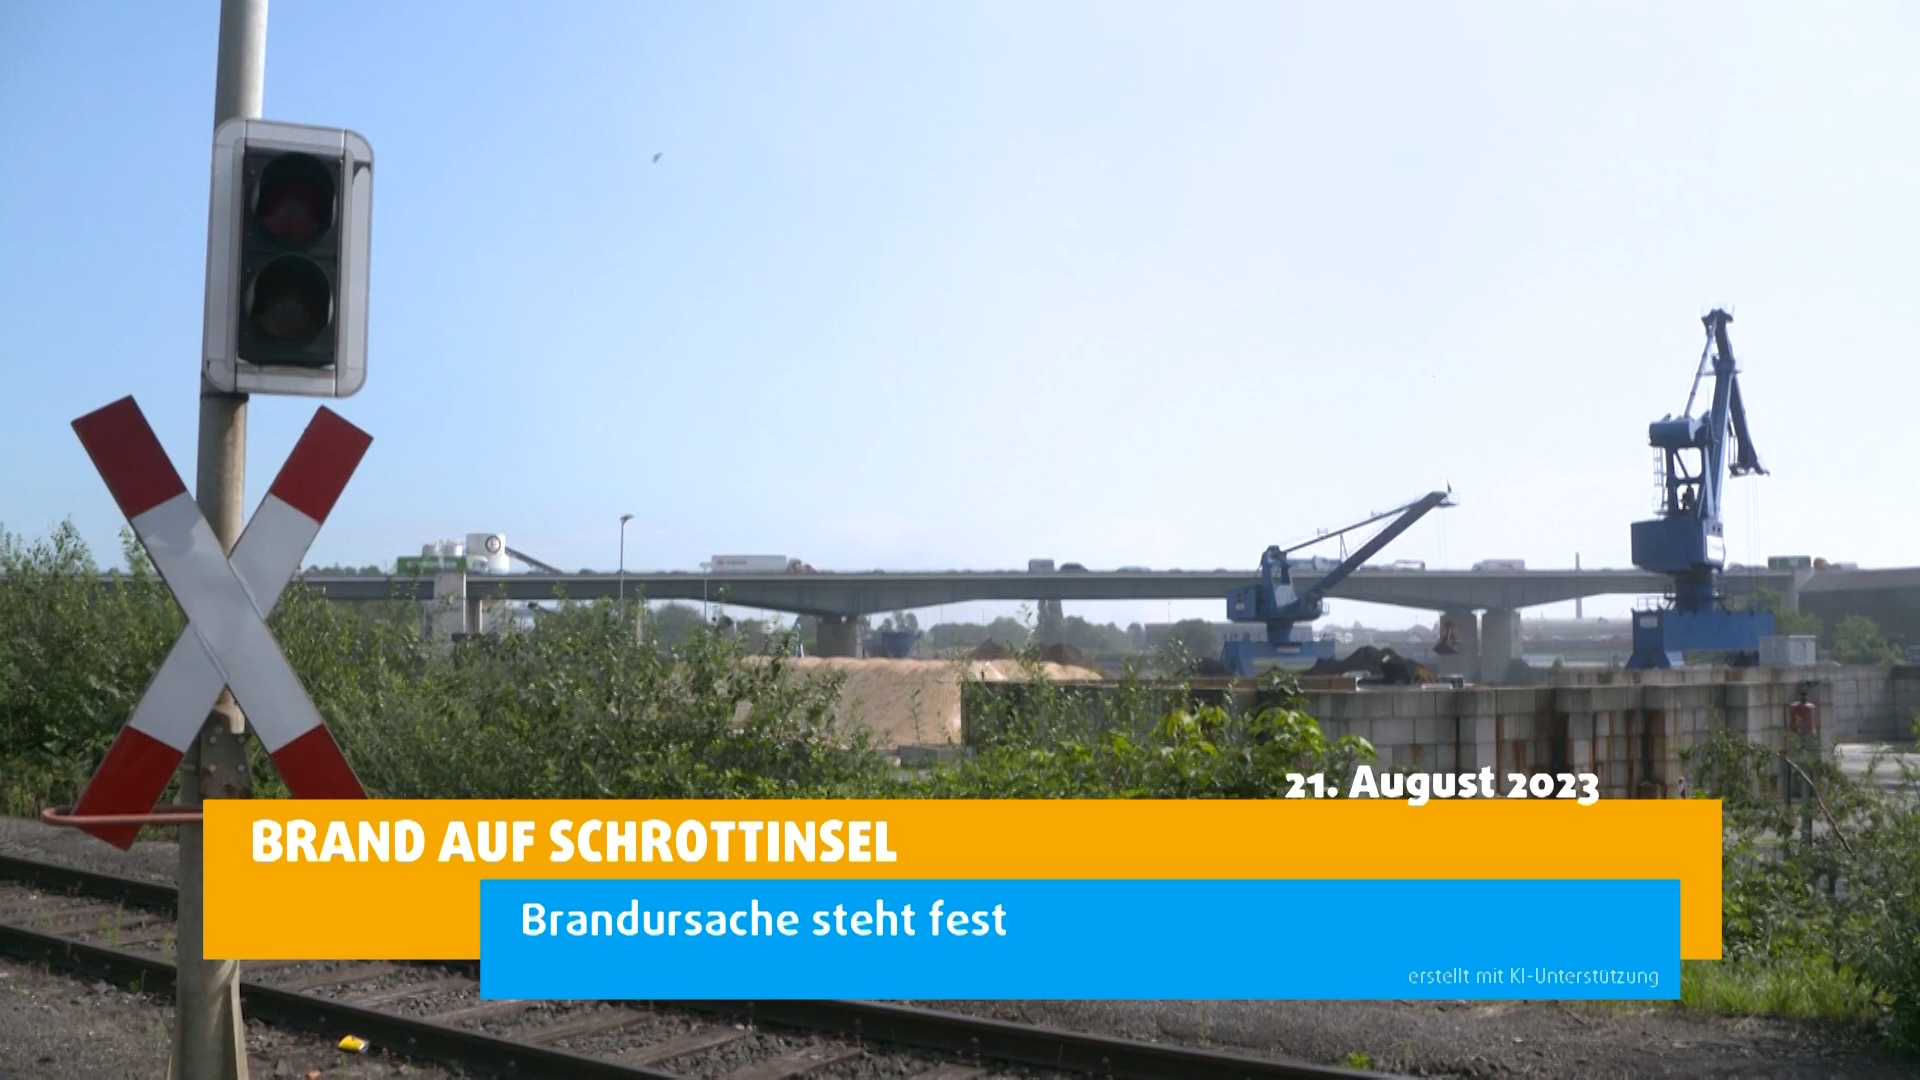 21. August 2023
BRAND AUF SCHROTTINSEL
Brandursache steht fest
erstellt mit KI-Unterstützung